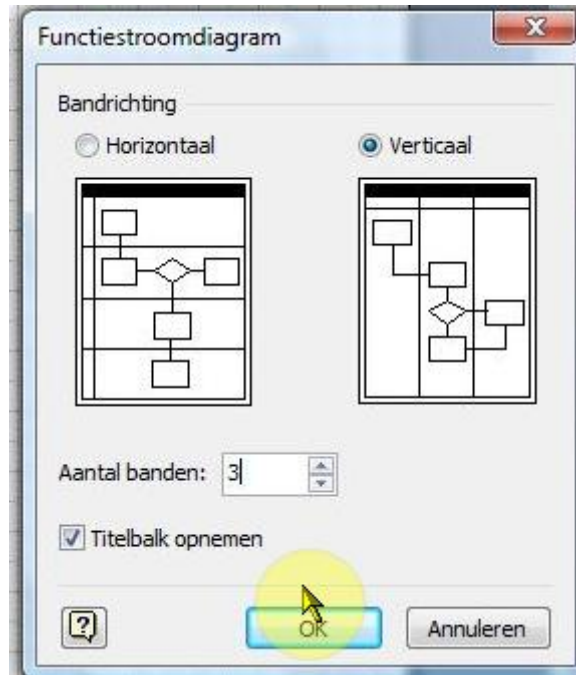 Functiestroomdiagram
Bandrichting
Horizontaal
Verticaal
Aantal banden: 3
Titelbalk opnemen
OK
Annuleren